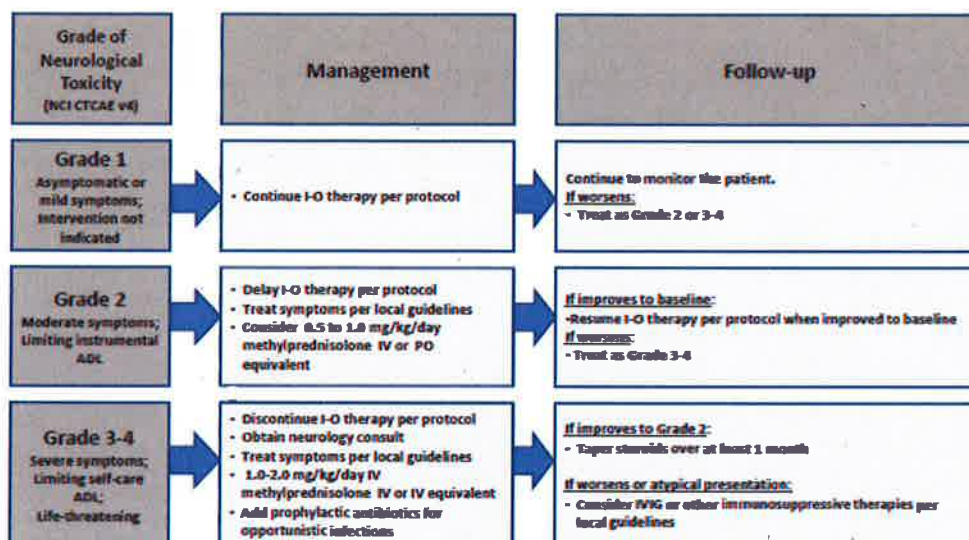 Grade of
Neurological
Toxicity
(NCI CTCAE v4)
Management
Follow-up
Grade 1
Asymptomatic or
mild symptoms;
Intervention not
indicated
• Continue I-O therapy per protocol
Continue to monitor the patient.
If worsens:
• Treat as Grade 2 or 3-4
Grade 2
Moderate symptoms;
Limiting instrumental
ADL
• Delay I-O therapy per protocol
• Treat symptoms per local guidelines
• Consider 0.5 to 1.0 mg/kg/day
methylprednisolone IV or PO
equivalent
If improves to baseline:
•Resume I-O therapy per protocol when improved to baseline
If worsens:
• Treat as Grade 3-4
Grade 3-4
Severe symptoms;
Limiting self-care
ADL;
Life-threatening
• Discontinue I-O therapy per protocol
• Obtain neurology consult
• Treat symptoms per local guidelines
• 1.0-2.0 mg/kg/day IV
methylprednisolone IV or IV equivalent
• Add prophylactic antibiotics for
opportunistic infections
If improves to Grade 2:
• Taper steroids over at least 1 month
If worsens or atypical presentation:
• Consider IVIG or other immunosuppressive therapies per
local guidelines